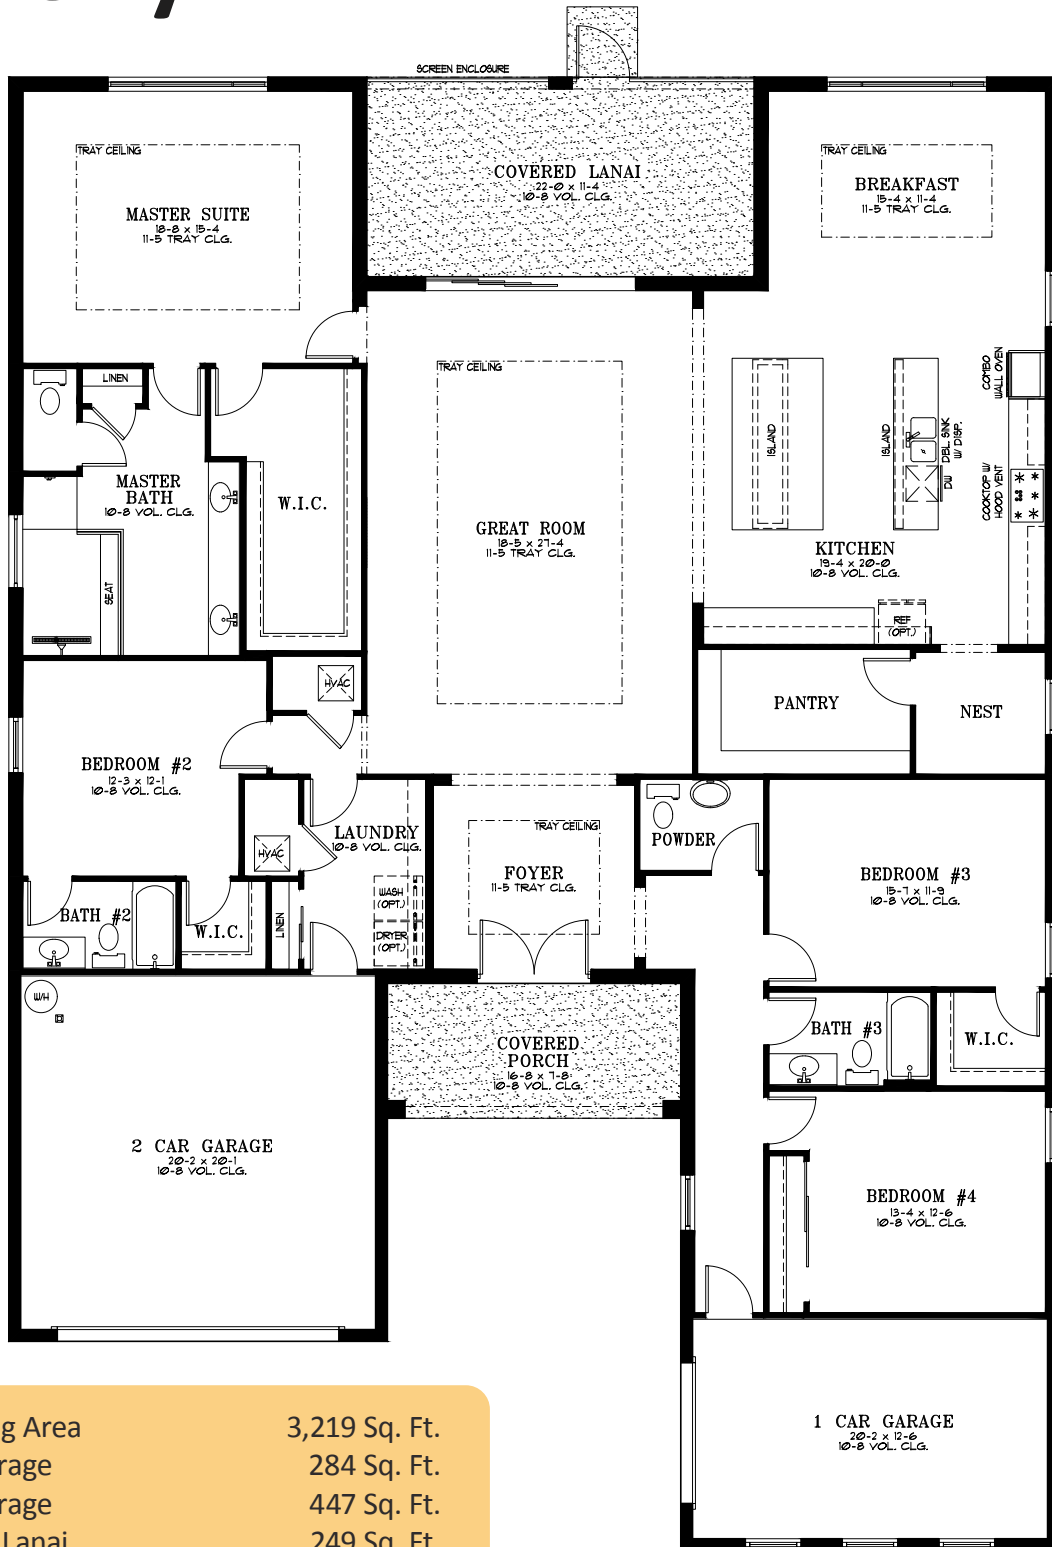 SCREEN ENCLOSURE
TRAY CEILING
MASTER SUITE
18-8 x 15-4
11-5 TRAY CLG.
COVERED LANAI
22-0 x 11-4
10-8 VOL. CLG.
TRAY CEILING
BREAKFAST
15-4 x 11-4
11-5 TRAY CLG.
LINEN
MASTER
BATH
10-8 VOL. CLG.
SEAT
W.I.C.
TRAY CEILING
GREAT ROOM
18-5 x 27-4
11-5 TRAY CLG.
ISLAND
ISLAND
DW
DBL. SINK
W/ DISP.
COMBO
WALL OVEN
COOKTOP W/
HOOD VENT
KITCHEN
19-4 x 20-0
10-8 VOL. CLG.
REF
(OPT.)
HVAC
PANTRY
NEST
BEDROOM #2
12-3 x 12-1
10-8 VOL. CLG.
HVAC
LAUNDRY
10-8 VOL. CLG.
WASH
(OPT.)
DRYER
(OPT.)
LINEN
BATH #2
W.I.C.
TRAY CEILING
FOYER
11-5 TRAY CLG.
POWDER
BEDROOM #3
15-7 x 11-9
10-8 VOL. CLG.
W/H
COVERED
PORCH
16-8 x 7-8
10-8 VOL. CLG.
BATH #3
W.I.C.
2 CAR GARAGE
20-2 x 20-1
10-8 VOL. CLG.
BEDROOM #4
13-4 x 12-6
10-8 VOL. CLG.
1 CAR GARAGE
20-2 x 12-6
10-8 VOL. CLG.
g Area 3,219 Sq. Ft.
rage 284 Sq. Ft.
rage 447 Sq. Ft.
Lanai 249 Sq. Ft.